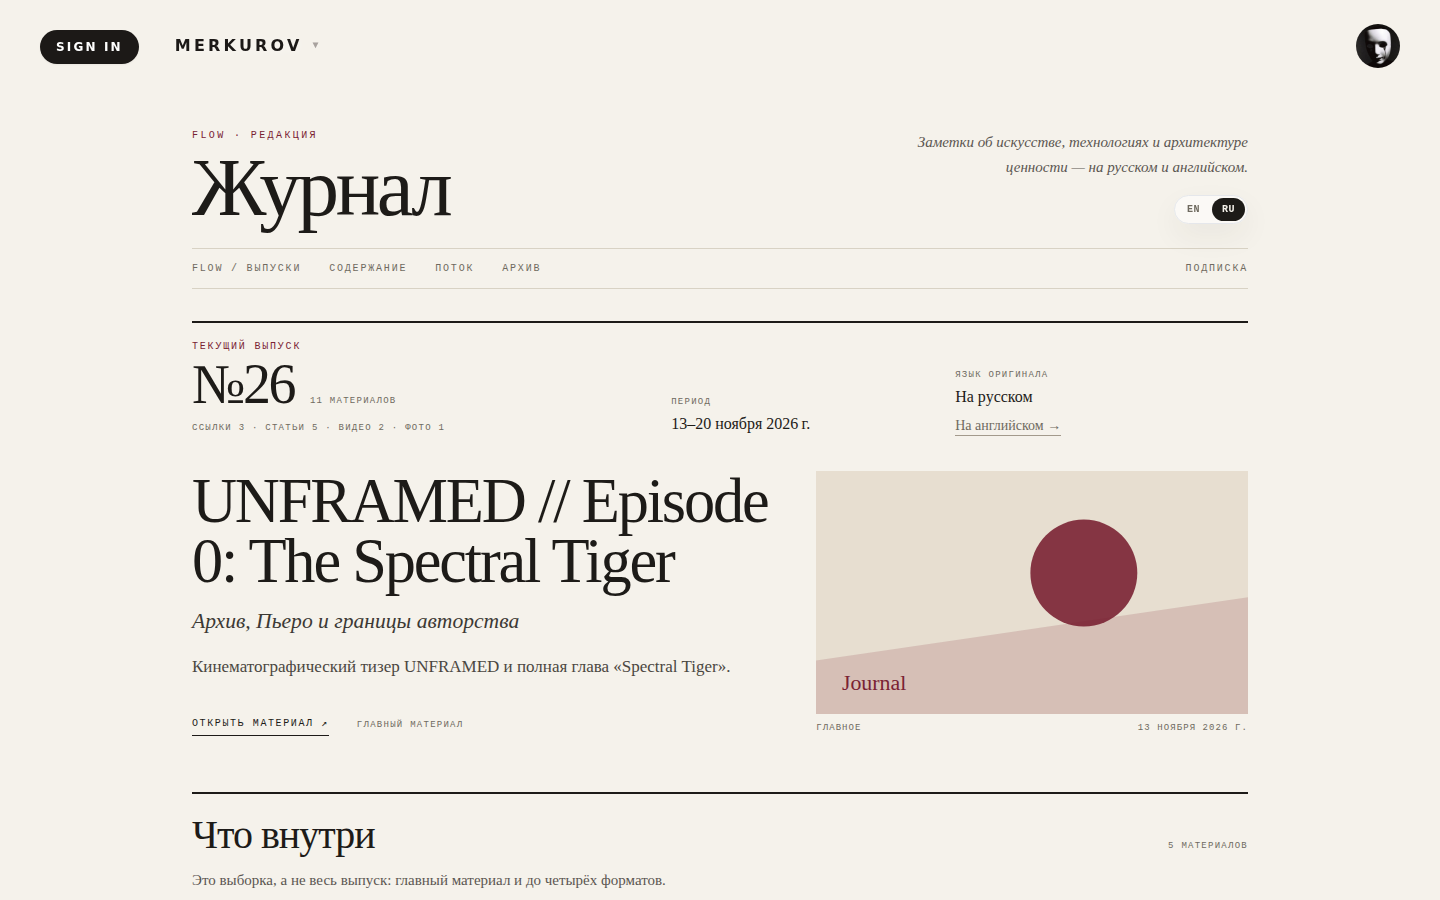 SIGN IN
MERKUROV ▼
FLOW · РЕДАКЦИЯ
Журнал
Заметки об искусстве, технологиях и архитектуре
ценности — на русском и английском.
EN RU
FLOW / ВЫПУСКИ СОДЕРЖАНИЕ ПОТОК АРХИВ ПОДПИСКА
ТЕКУЩИЙ ВЫПУСК
№26 11 МАТЕРИАЛОВ
ССЫЛКИ 3 · СТАТЬИ 5 · ВИДЕО 2 · ФОТО 1
ПЕРИОД
13–20 ноября 2026 г.
ЯЗЫК ОРИГИНАЛА
На русском
На английском →
UNFRAMED // Episode
0: The Spectral Tiger
Архив, Пьеро и границы авторства
Кинематографический тизер UNFRAMED и полная глава «Spectral Tiger».
ОТКРЫТЬ МАТЕРИАЛ ↗ ГЛАВНЫЙ МАТЕРИАЛ
Journal
ГЛАВНОЕ 13 НОЯБРЯ 2026 Г.
Что внутри
5 МАТЕРИАЛОВ
Это выборка, а не весь выпуск: главный материал и до четырёх форматов.